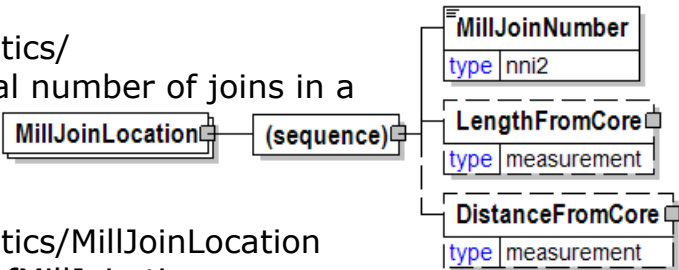 tics/
al number of joins in a
MillJoinLocation
(sequence)
MillJoinNumber
type nni2
LengthFromCore
type measurement
DistanceFromCore
type measurement
tics/MillJoinLocation